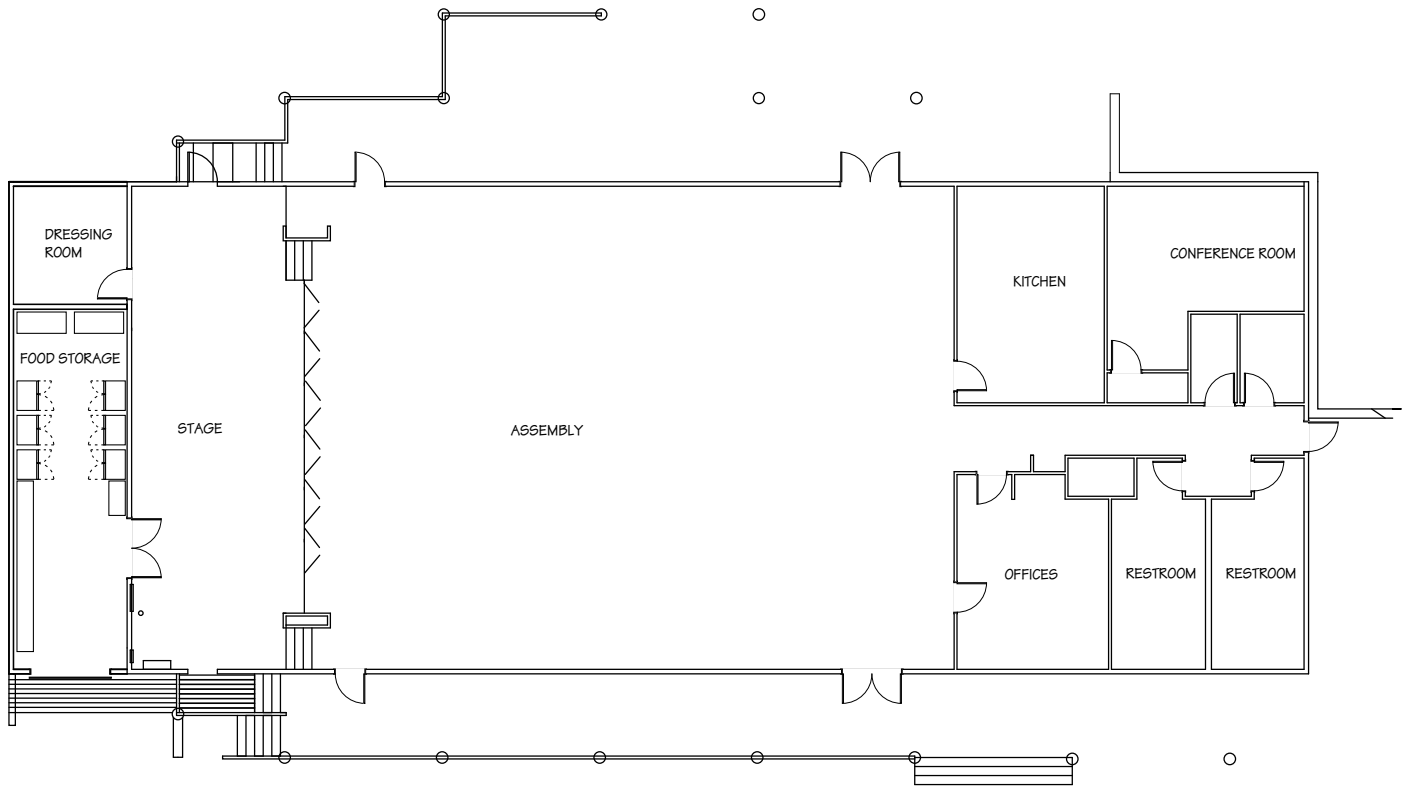 DRESSING
ROOM
CONFERENCE ROOM
KITCHEN
FOOD STORAGE
STAGE
ASSEMBLY
OFFICES
RESTROOM
RESTROOM